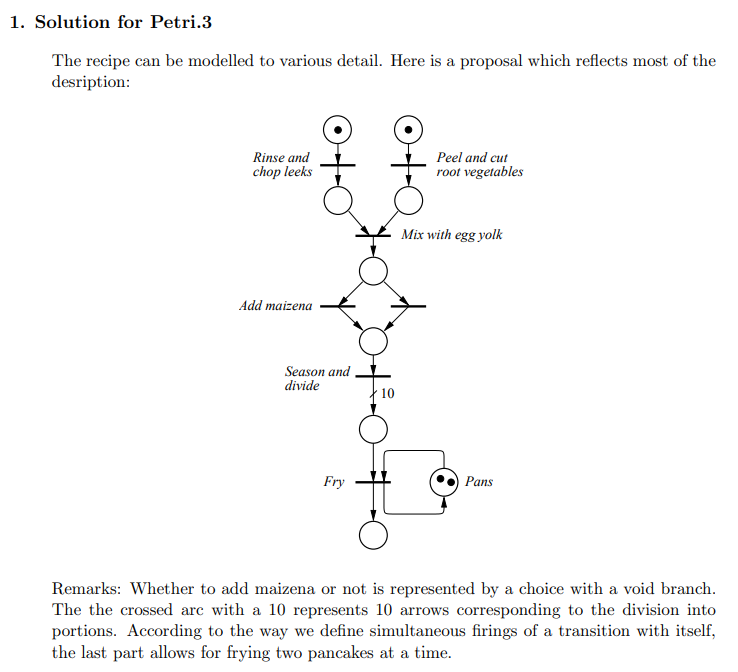 1. Solution for Petri.3
The recipe can be modelled to various detail. Here is a proposal which reflects most of the
desription:
Rinse and
chop leeks
Peel and cut
root vegetables
Mix with egg yolk
Add maizena
Season and
divide
10
Fry
Pans
Remarks: Whether to add maizena or not is represented by a choice with a void branch.
The the crossed arc with a 10 represents 10 arrows corresponding to the division into
portions. According to the way we define simultaneous firings of a transition with itself,
the last part allows for frying two pancakes at a time.